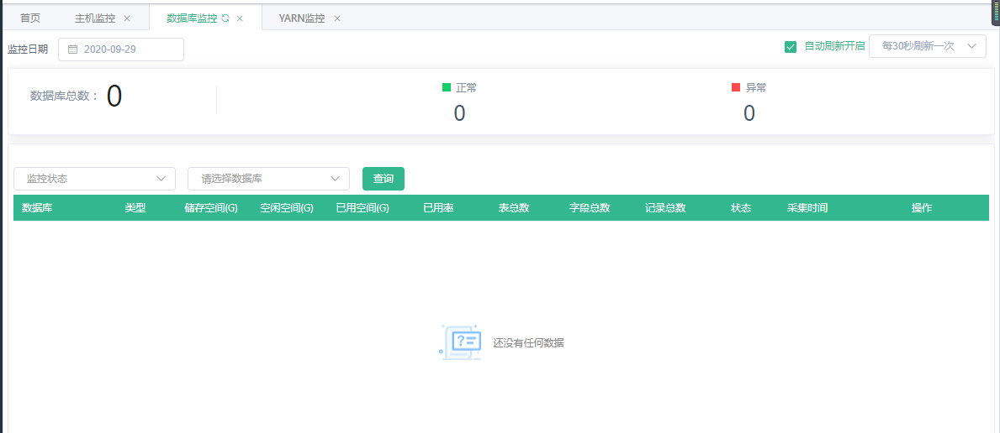 首页 主机监控 数据库监控 YARN监控
监控日期 2020-09-29 自动刷新开启 每30秒刷新一次
数据库总数： 0 正常 异常
0 0
监控状态 请选择数据库 查询
数据库 类型 储存空间(G) 空闲空间(G) 已用空间(G) 已用率 表总数 字段总数 记录总数 状态 采集时间 操作
还没有任何数据